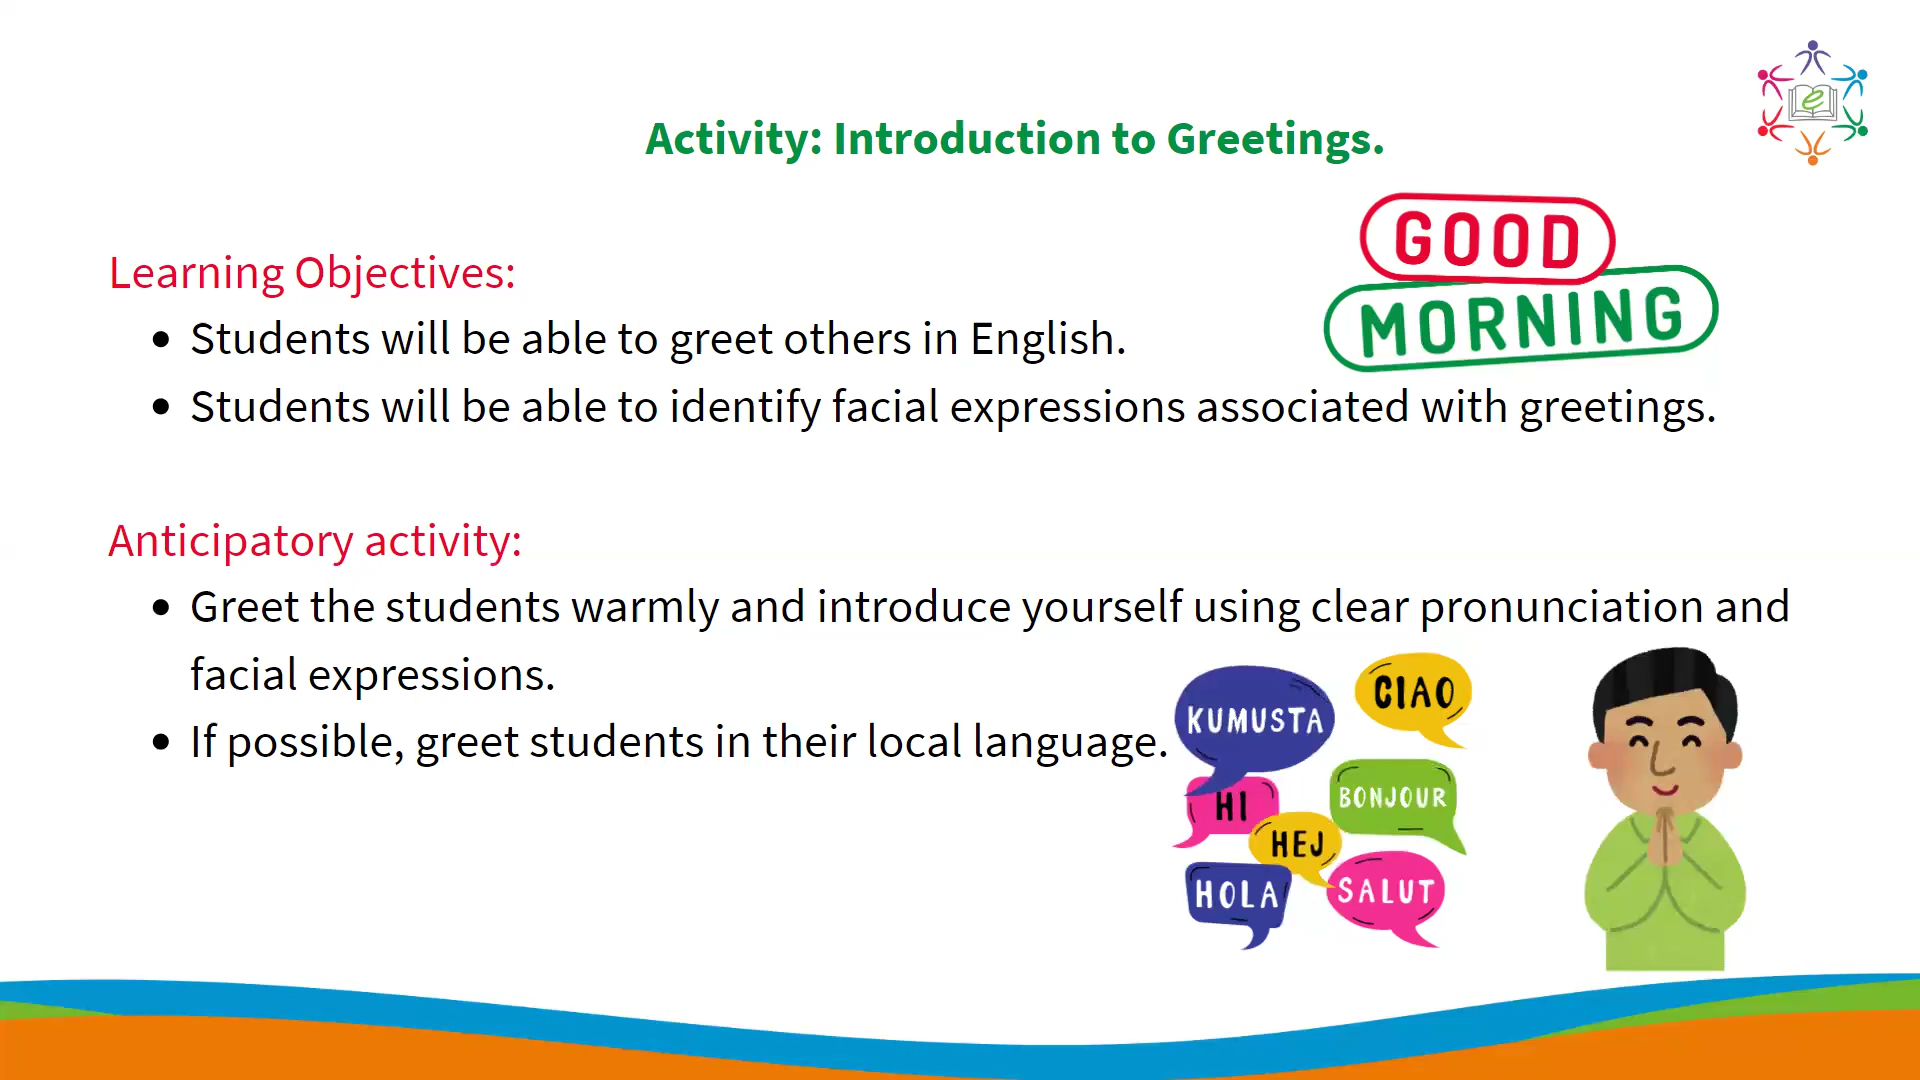 Activity: Introduction to Greetings.
GOOD
MORNING
Learning Objectives:
• Students will be able to greet others in English.
• Students will be able to identify facial expressions associated with greetings.
Anticipatory activity:
• Greet the students warmly and introduce yourself using clear pronunciation and
facial expressions.
• If possible, greet students in their local language.
KUMUSTA
CIAO
HI
BONJOUR
HEJ
HOLA
SALUT
e